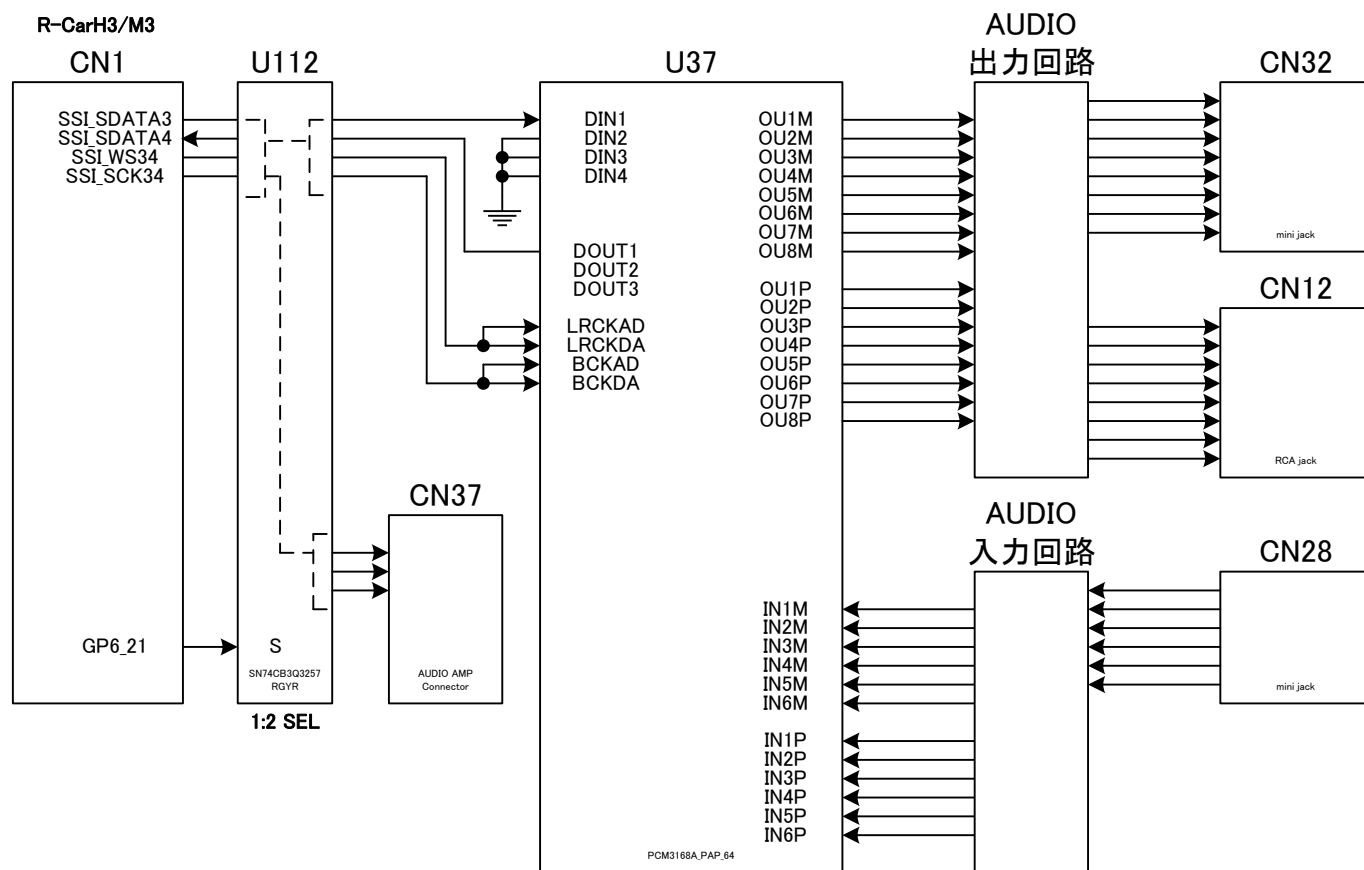 R-CarH3/M3
CN1
SSI_SDATA3
SSI_SDATA4
SSI_WS34
SSI_SCK34
GP6_21
U112
S
SN74CB3Q3257
RGYR
1:2 SEL
CN37
AUDIO AMP
Connector
U37
DIN1
DIN2
DIN3
DIN4
DOUT1
DOUT2
DOUT3
LRCKAD
LRCKDA
BCKAD
BCKDA
OU1M
OU2M
OU3M
OU4M
OU5M
OU6M
OU7M
OU8M
OU1P
OU2P
OU3P
OU4P
OU5P
OU6P
OU7P
OU8P
IN1M
IN2M
IN3M
IN4M
IN5M
IN6M
IN1P
IN2P
IN3P
IN4P
IN5P
IN6P
PCM3168A_PAP_64
AUDIO
出力回路
CN32
mini jack
CN12
RCA jack
AUDIO
入力回路
CN28
mini jack